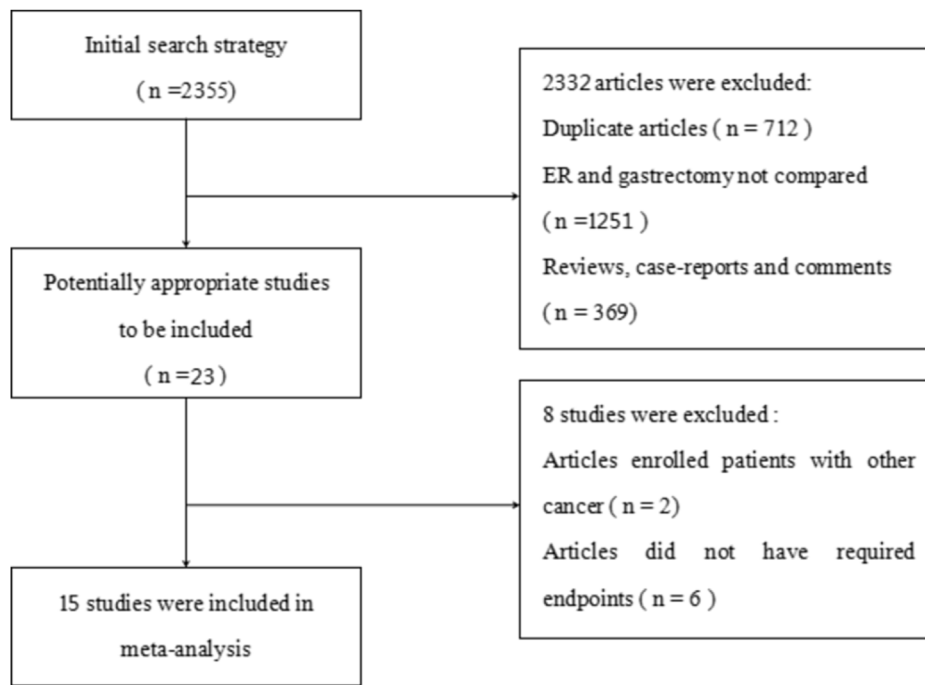 Initial search strategy
( n =2355)
2332 articles were excluded:
Duplicate articles ( n = 712 )
ER and gastrectomy not compared
( n =1251 )
Reviews, case-reports and comments
( n = 369)
Potentially appropriate studies
to be included
( n =23 )
8 studies were excluded :
Articles enrolled patients with other
cancer ( n = 2)
Articles did not have required
endpoints ( n = 6 )
15 studies were included in
meta-analysis